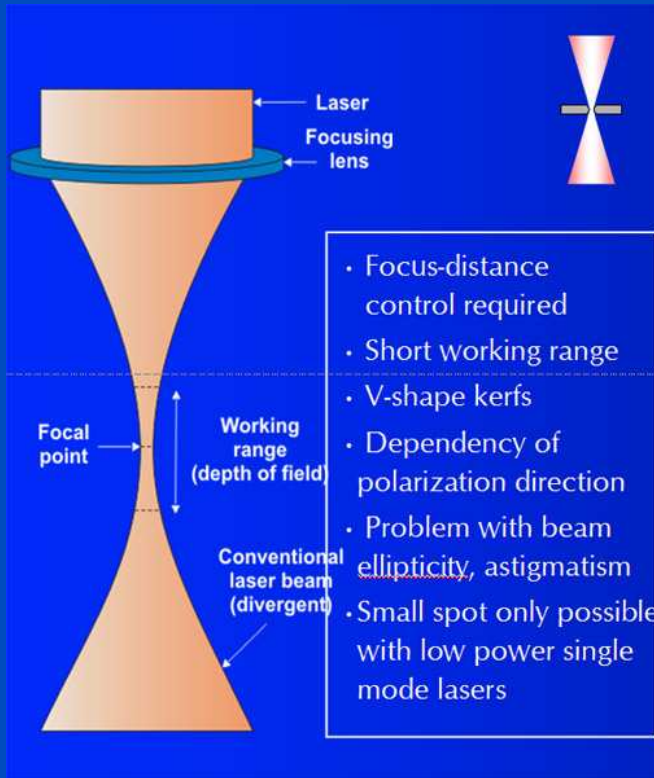 Laser
Focusing
lens
Focal
point
Working
range
(depth of field)
Conventional
laser beam
(divergent)
· Focus-distance
control required
· Short working range
· V-shape kerfs
· Dependency of
polarization direction
· Problem with beam
ellipticity, astigmatism
· Small spot only possible
with low power single
mode lasers